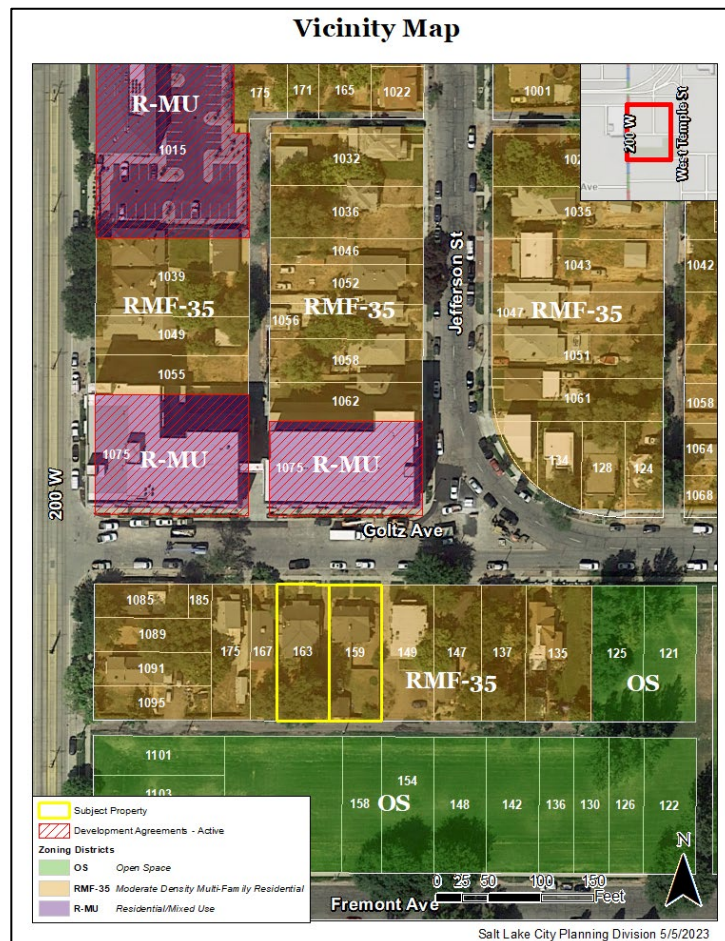 Vicinity Map
R-MU
175 171 165 1022 1001
1015
200 W
West Temple St
Ave
1032
1036 1035
1046 1042
1039 1052 1043
RMF-35 RMF-35 RMF-35
Jefferson St
1049 1056 1047
1058 1051
1055 1062 1061 1058
1075 R-MU 1075 R-MU
134 128 124 1064
1068
200 W
Goltz Ave
1085 185
1089
175 167 163 159 149 147 137 135 125 121
1091
RMF-35 OS
1095
1101
154
1103 158 OS 148 142 136 130 126 122
Subject Property
Development Agreements - Active
Zoning Districts
OS Open Space
RMF-35 Moderate Density Multi-Family Residential
R-MU Residential/Mixed Use
N
0 25 50 100 150
Feet
Fremont Ave
Salt Lake City Planning Division 5/5/2023